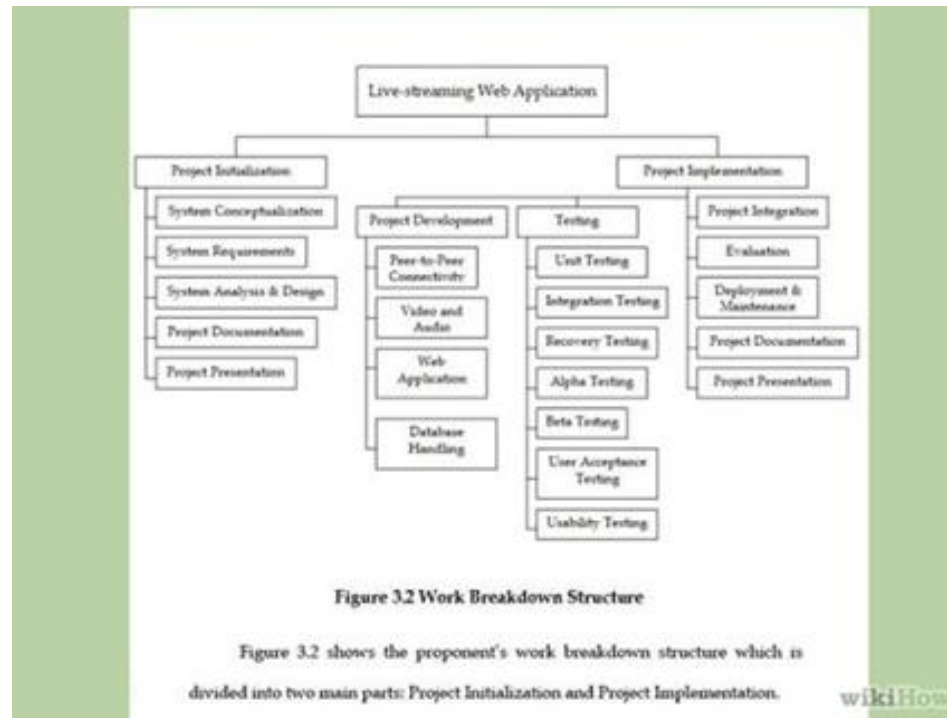 Live-streaming Web Application
Project Initialization
System Conceptualization
System Requirements
System Analysis & Design
Project Documentation
Project Presentation
Project Implementation
Project Development
Peer-to-Peer
Connectivity
Video and
Audio
Web
Application
Database
Handling
Testing
Unit Testing
Integration Testing
Recovery Testing
Alpha Testing
Beta Testing
User Acceptance
Testing
Usability Testing
Project Integration
Evaluation
Deployment &
Maintenance
Project Documentation
Project Presentation
Figure 3.2 Work Breakdown Structure
Figure 3.2 shows the proponent's work breakdown structure which is
divided into two main parts: Project Initialization and Project Implementation.
wikiHow